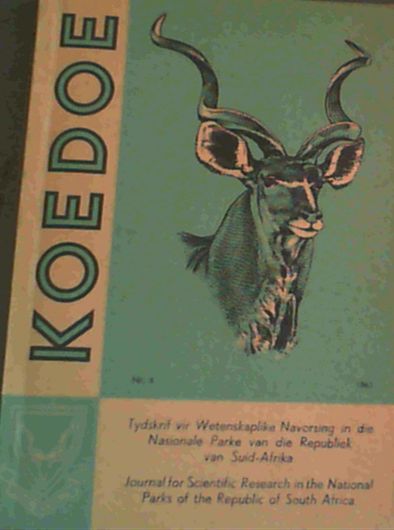 KOEDOE
Tydskrif vir Wetenskaplike Navorsing in die
Nasionale Parke van die Republiek
van Suid-Afrika
Journal for Scientific Research in the National
Parks of the Republic of South Africa